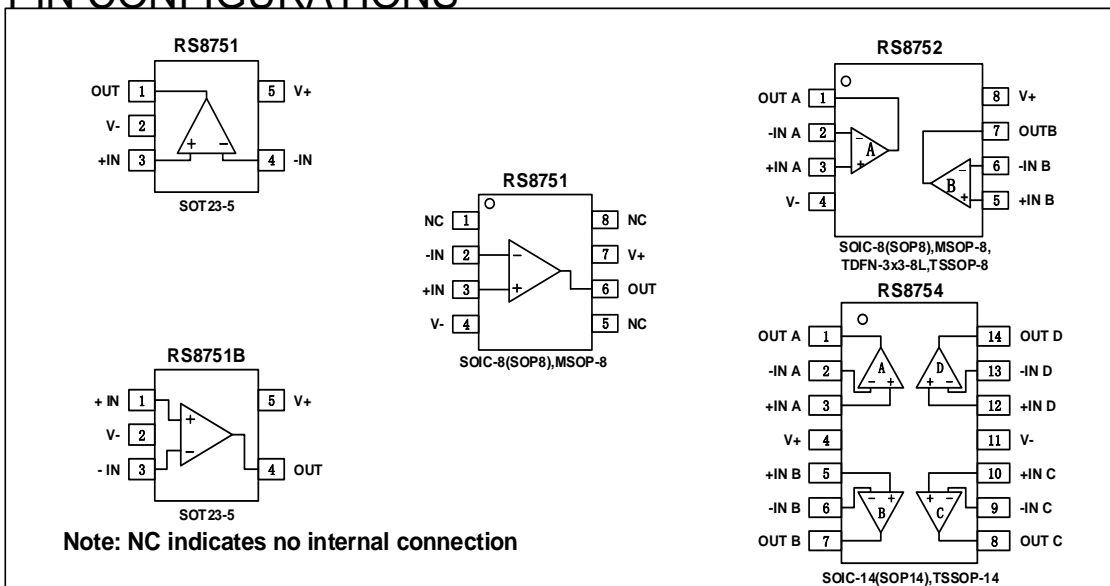 PIN CONFIGURATIONS
RS8751
OUT 1 5 V+
V- 2
+IN 3 + - 4 -IN
SOT23-5
RS8751
NC 1 8 NC
-IN 2 - 7 V+
+IN 3 + 6 OUT
V- 4 5 NC
SOIC-8(SOP8),MSOP-8
RS8751B
+ IN 1 + 5 V+
V- 2
- IN 3 - 4 OUT
SOT23-5
Note: NC indicates no internal connection
RS8752
OUT A 1 8 V+
-IN A 2 - A 7 OUTB
+IN A 3 + - 6 -IN B
V- 4 B + 5 +IN B
SOIC-8(SOP8),MSOP-8,
TDFN-3x3-8L,TSSOP-8
RS8754
OUT A 1 14 OUT D
-IN A 2 A - + D + - 13 -IN D
+IN A 3 12 +IN D
V+ 4 11 V-
+IN B 5 10 +IN C
-IN B 6 - + B + - C 9 -IN C
OUT B 7 8 OUT C
SOIC-14(SOP14),TSSOP-14